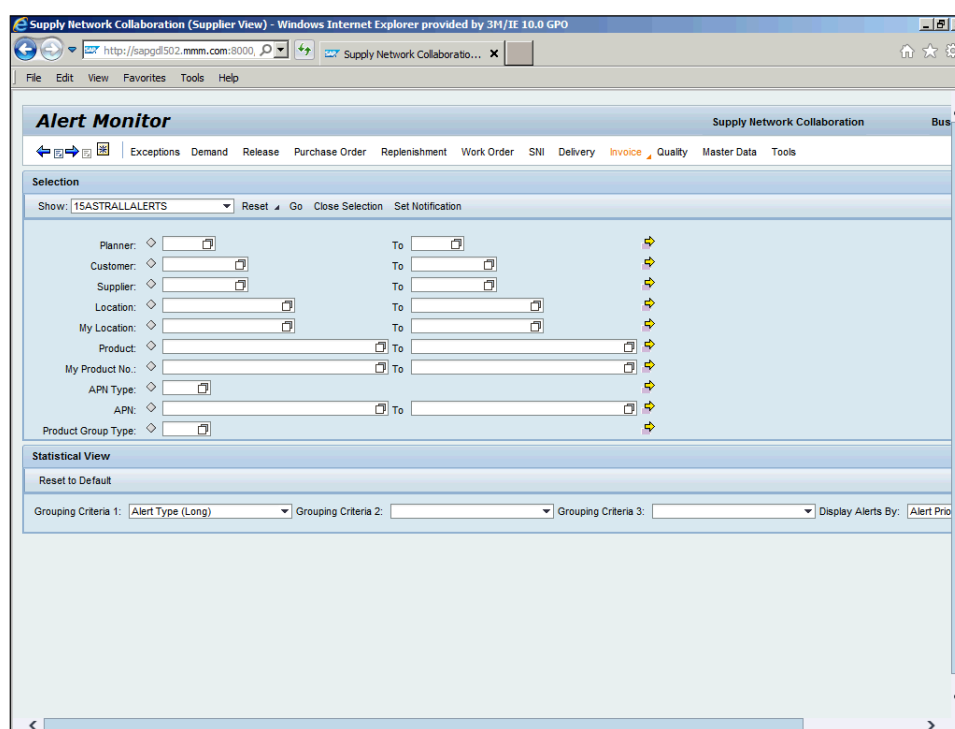 Supply Network Collaboration (Supplier View) - Windows Internet Explorer provided by 3M/IE 10.0 GPO
http://sapgdl502.mmm.com:8000, Supply Network Collaboratio... X
File Edit View Favorites Tools Help
Alert Monitor Supply Network Collaboration Bus
Exceptions Demand Release Purchase Order Replenishment Work Order SNI Delivery Invoice Quality Master Data Tools
Selection
Show: 15ASTRALLALERTS Reset Go Close Selection Set Notification
Planner: To
Customer: To
Supplier: To
Location: To
My Location: To
Product: To
My Product No.: To
APN Type:
APN: To
Product Group Type:
Statistical View
Reset to Default
Grouping Criteria 1: Alert Type (Long) Grouping Criteria 2: Grouping Criteria 3: Display Alerts By: Alert Prio